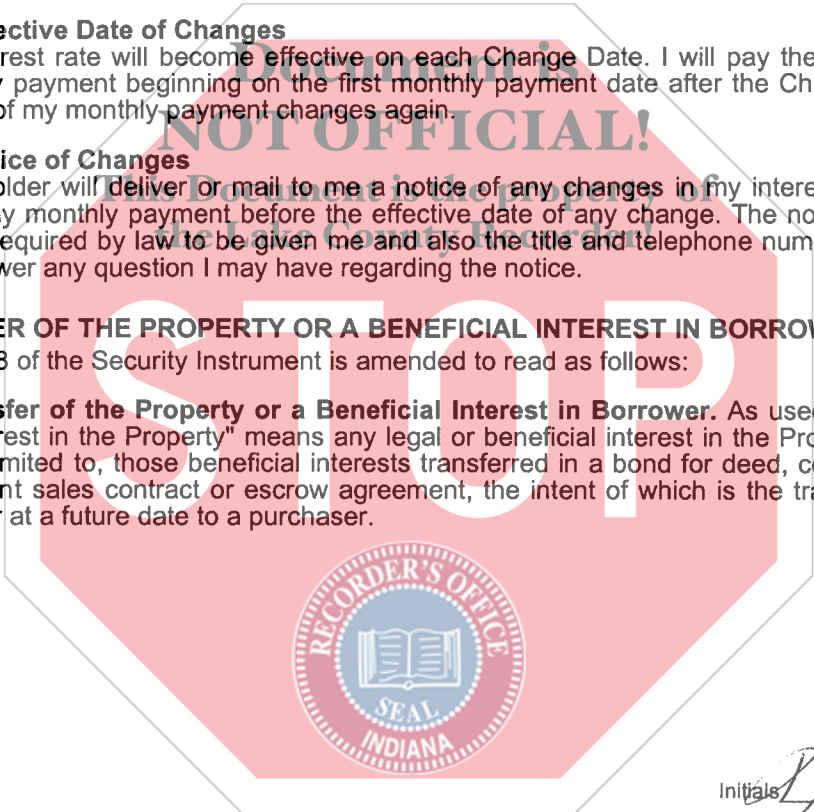 ective Date of Changes
rest rate will become effective on each Change Date. I will pay the
y payment beginning on the first monthly payment date after the Ch
of my monthly payment changes again.
ice of Changes
older will deliver or mail to me a notice of any changes in my intere
y monthly payment before the effective date of any change. The no
equired by law to be given me and also the title and telephone num
wer any question I may have regarding the notice.
ER OF THE PROPERTY OR A BENEFICIAL INTEREST IN BORROW
8 of the Security Instrument is amended to read as follows:
sfer of the Property or a Beneficial Interest in Borrower. As used
rest in the Property" means any legal or beneficial interest in the Pro
mited to, those beneficial interests transferred in a bond for deed, c
nt sales contract or escrow agreement, the intent of which is the tra
r at a future date to a purchaser.
Document is
NOT OFFICIAL!
This Document is the property of
the Lake County Recorder!
STOP
RECORDER'S OFFICE
SEAL
INDIANA
Initials